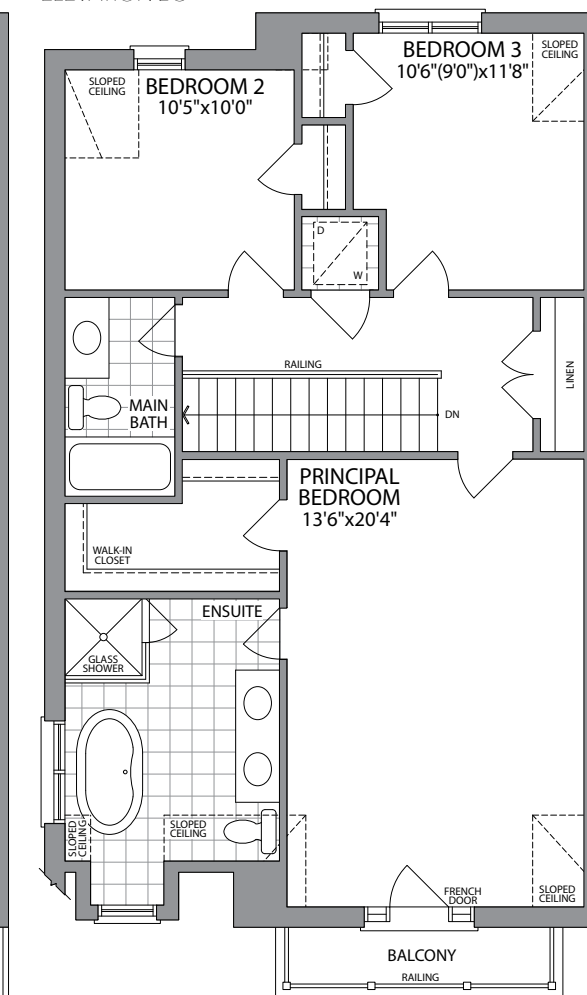 BEDROOM 3
10'6"(9'0")x11'8"
SLOPED
CEILING
SLOPED
CEILING
BEDROOM 2
10'5"x10'0"
D
W
RAILING
DN
LINEN
MAIN
BATH
PRINCIPAL
BEDROOM
13'6"x20'4"
WALK-IN
CLOSET
ENSUITE
GLASS
SHOWER
SLOPED
CEILING
SLOPED
CEILING
FRENCH
DOOR
SLOPED
CEILING
BALCONY
RAILING